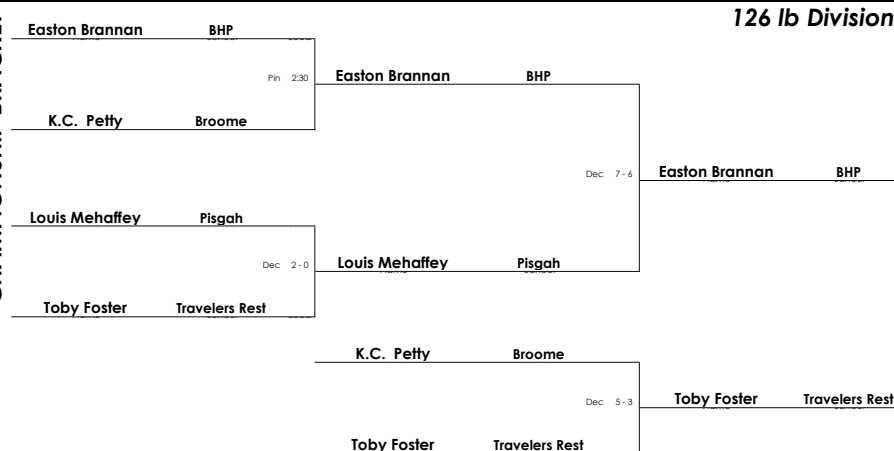 126 lb Division
Easton Brannan BHP
Pin 2:30 Easton Brannan BHP
K.C. Petty Broome
Dec 7 - 6 Easton Brannan BHP
Louis Mehaffey Pisgah
Dec 2 - 0 Louis Mehaffey Pisgah
Toby Foster Travelers Rest
K.C. Petty Broome
Dec 5 - 3 Toby Foster Travelers Rest
Toby Foster Travelers Rest